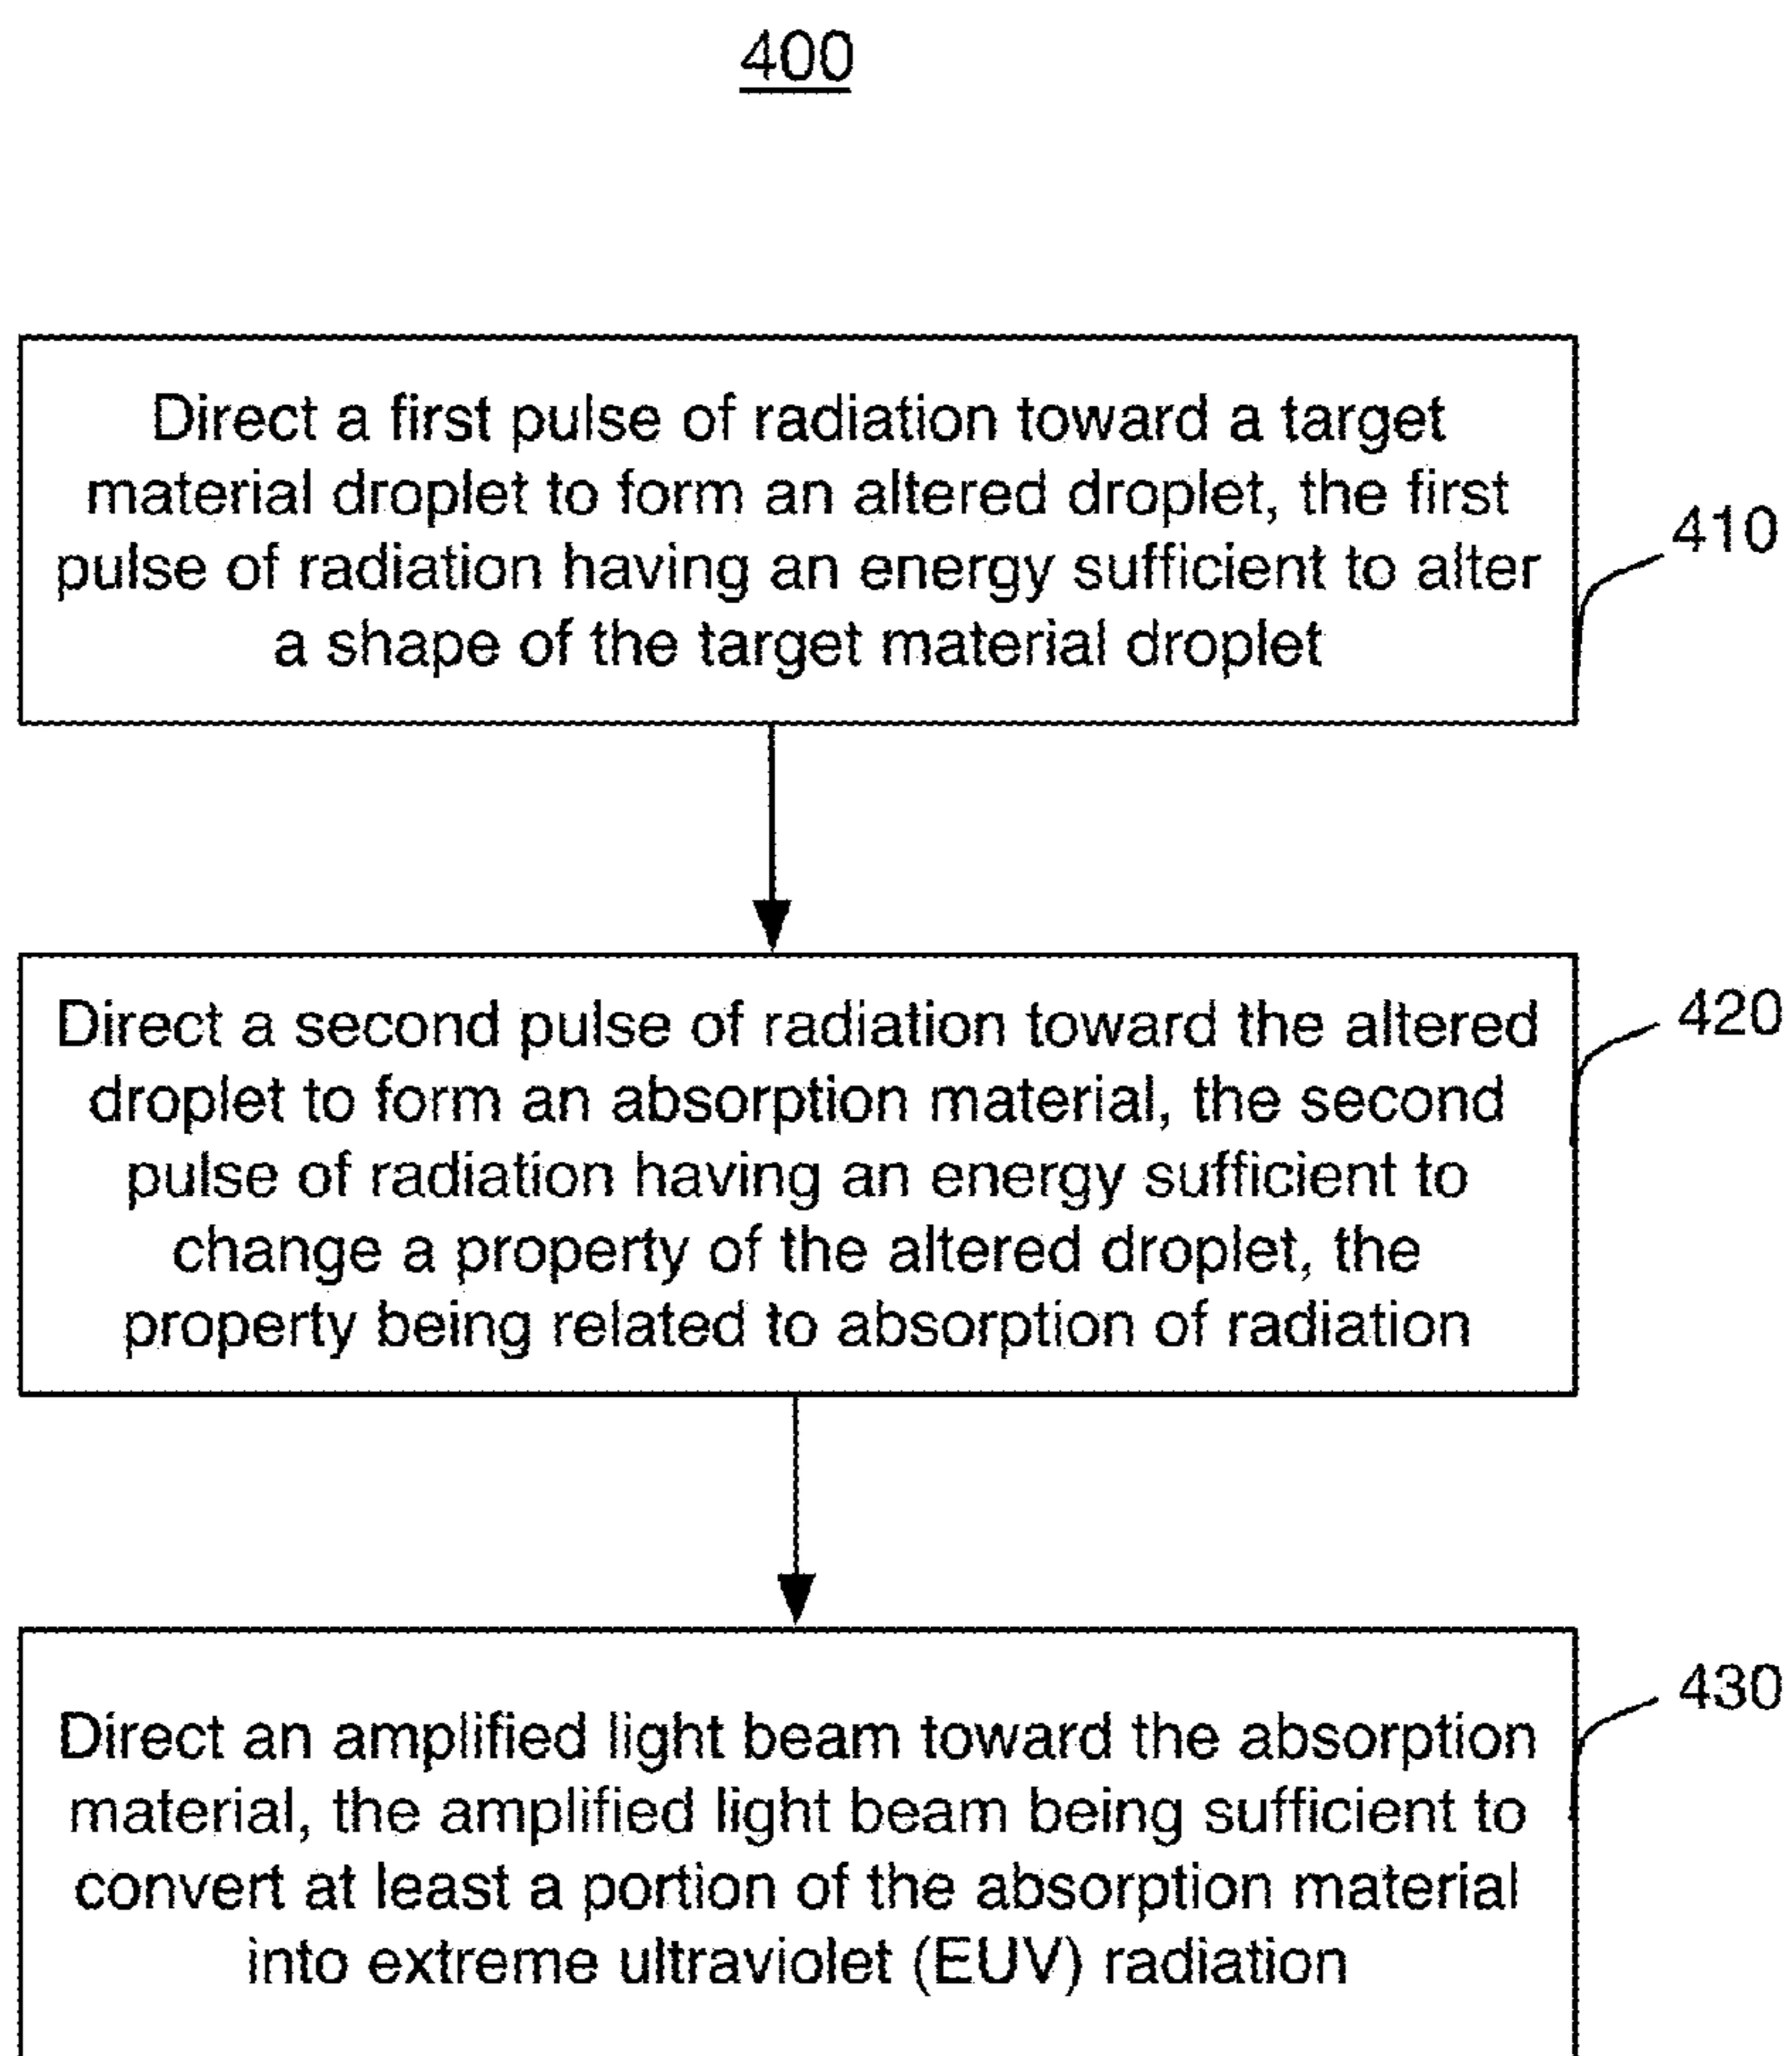 400
Direct a first pulse of radiation toward a target
material droplet to form an altered droplet, the first
pulse of radiation having an energy sufficient to alter
a shape of the target material droplet
410
Direct a second pulse of radiation toward the altered
droplet to form an absorption material, the second
pulse of radiation having an energy sufficient to
change a property of the altered droplet, the
property being related to absorption of radiation
420
Direct an amplified light beam toward the absorption
material, the amplified light beam being sufficient to
convert at least a portion of the absorption material
into extreme ultraviolet (EUV) radiation
430